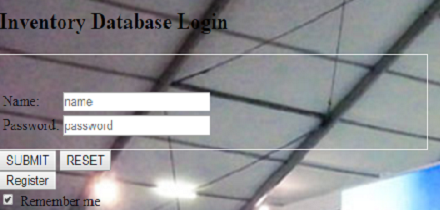 Inventory Database Login
Name: name
Password: password
SUBMIT RESET
Register
Remember me